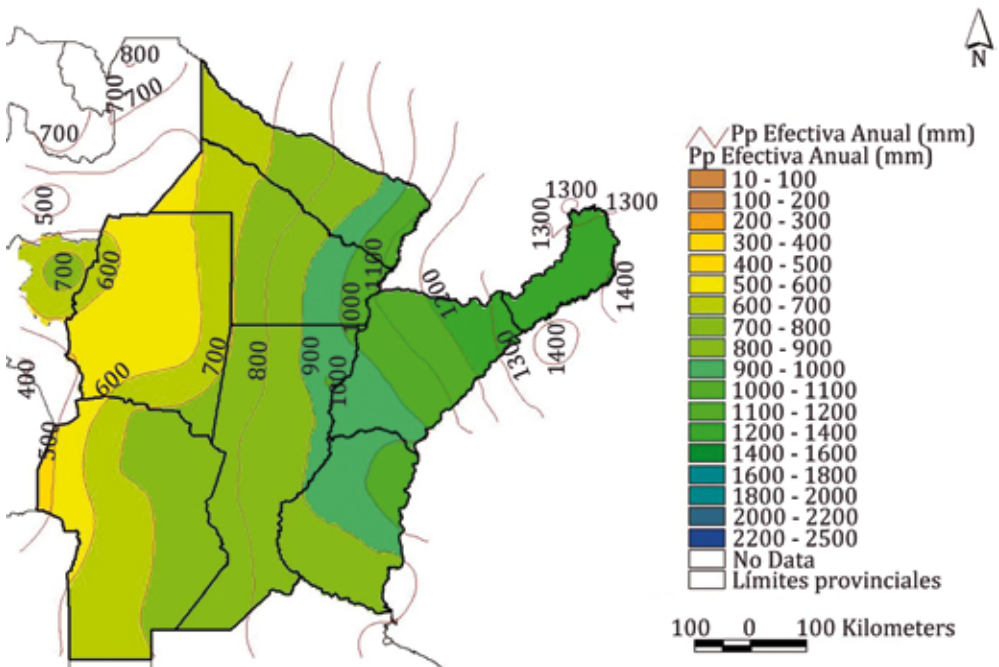 800
700
700
700
500
700
600
600
400
500
700
800
900
1000
1000
1100
1200
1300
1300
1300
1300
1400
1400
N
Pp Efectiva Anual (mm)
Pp Efectiva Anual (mm)
10 - 100
100 - 200
200 - 300
300 - 400
400 - 500
500 - 600
600 - 700
700 - 800
800 - 900
900 - 1000
1000 - 1100
1100 - 1200
1200 - 1400
1400 - 1600
1600 - 1800
1800 - 2000
2000 - 2200
2200 - 2500
No Data
Límites provinciales
100 0 100 Kilometers